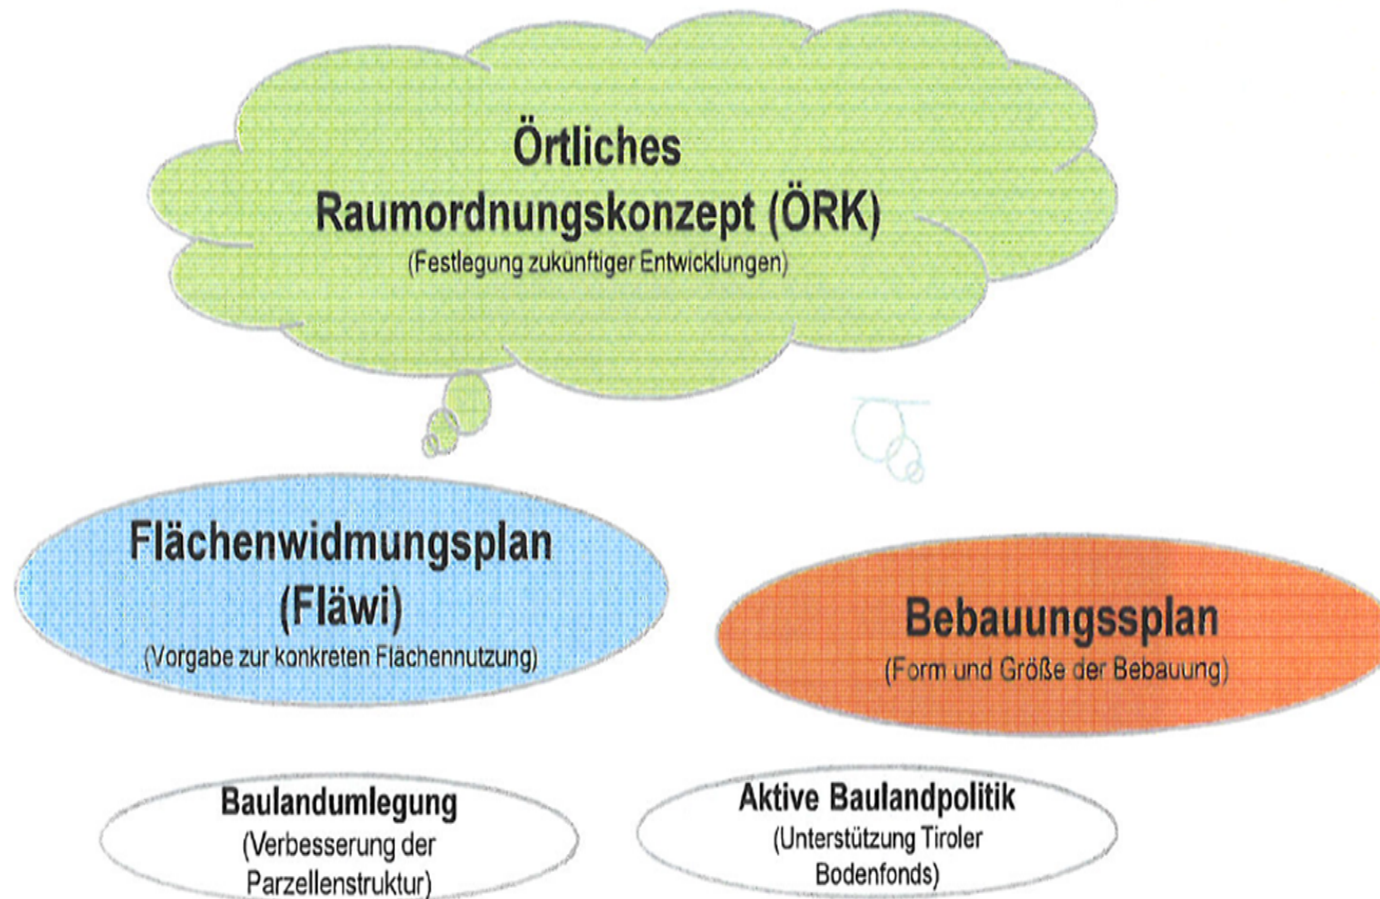 Örtliches
Raumordnungskonzept (ÖRK)
(Festlegung zukünftiger Entwicklungen)
Flächenwidmungsplan
(Fläwi)
(Vorgabe zur konkreten Flächennutzung)
Bebauungssplan
(Form und Größe der Bebauung)
Baulandumlegung
(Verbesserung der
Parzellenstruktur)
Aktive Baulandpolitik
(Unterstützung Tiroler
Bodenfonds)